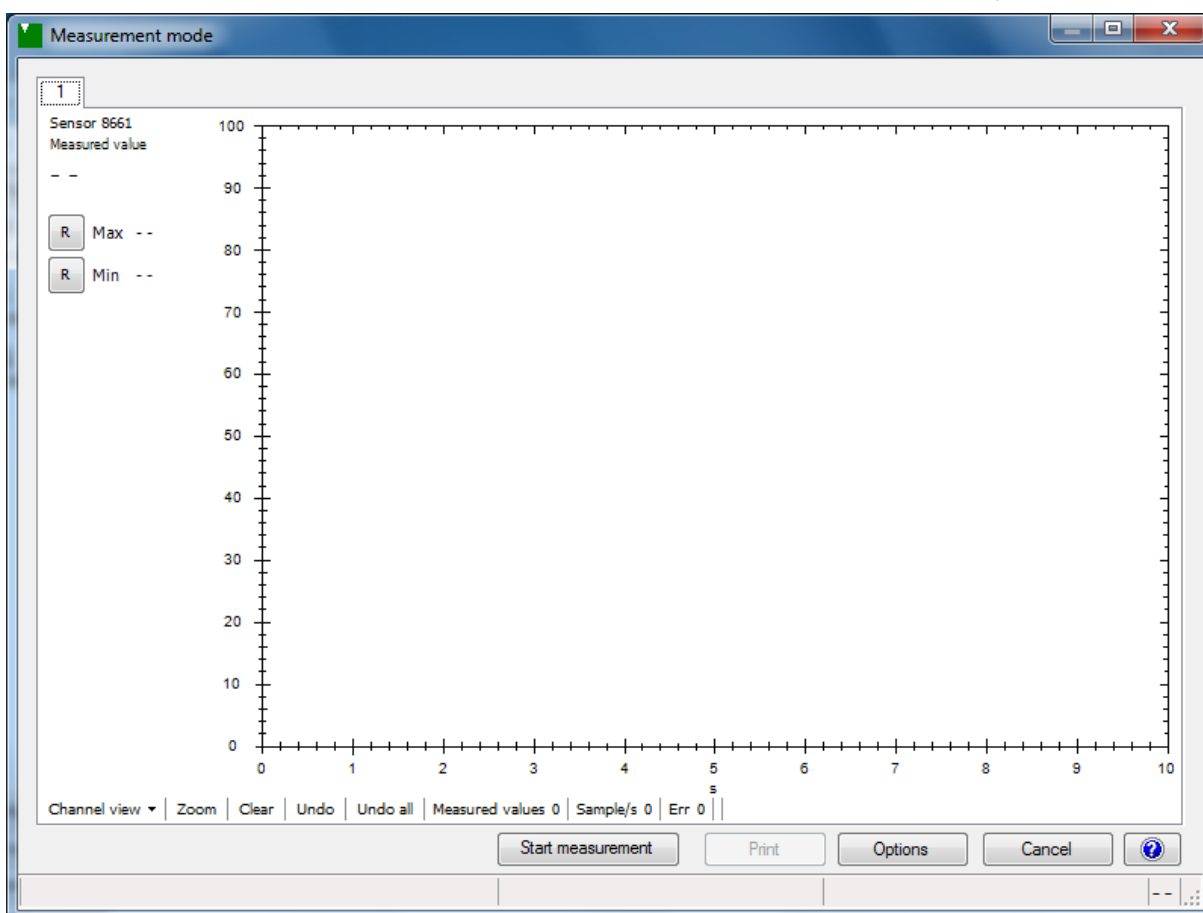 Measurement mode
1
Sensor 8661
Measured value
- -
R Max - -
R Min - -
100
90
80
70
60
50
40
30
20
10
0
0 1 2 3 4 5 6 7 8 9 10
s
Channel view Zoom Clear Undo Undo all Measured values 0 Sample/s 0 Err 0
Start measurement Print Options Cancel ?
- -